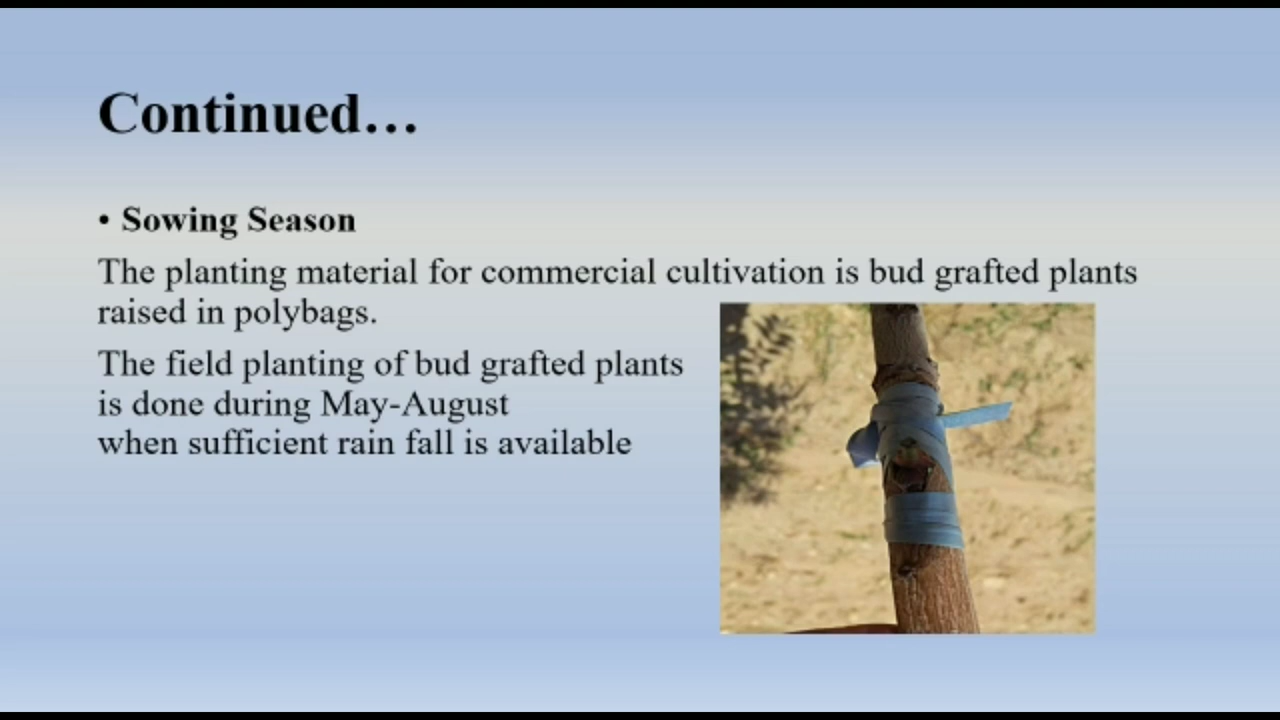 Continued…
• Sowing Season
The planting material for commercial cultivation is bud grafted plants
raised in polybags.
The field planting of bud grafted plants
is done during May-August
when sufficient rain fall is available